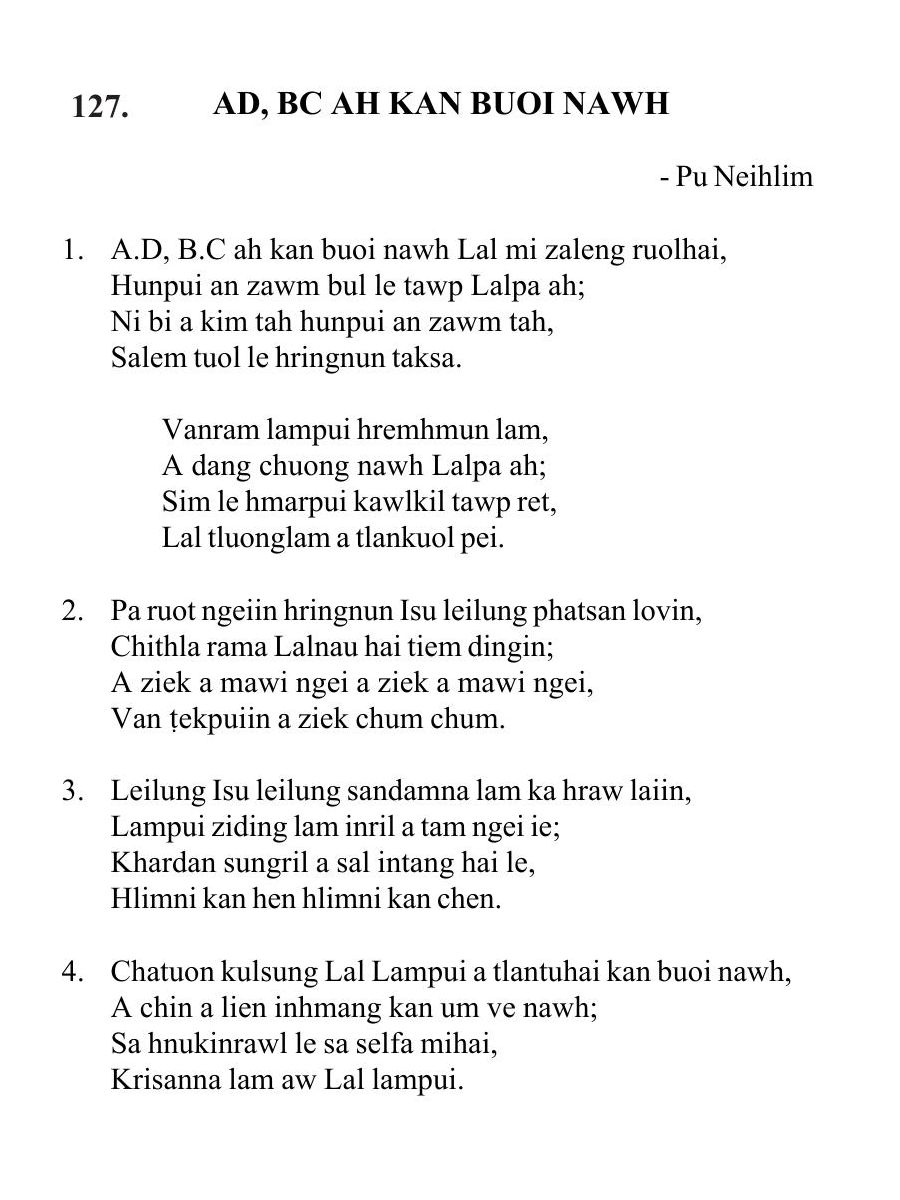 127. AD, BC AH KAN BUOI NAWH
- Pu Neihlim
1. A.D, B.C ah kan buoi nawh Lal mi zaleng ruolhai,
Hunpui an zawm bul le tawp Lalpa ah;
Ni bi a kim tah hunpui an zawm tah,
Salem tuol le hringnun taksa.
Vanram lampui hremhmun lam,
A dang chuong nawh Lalpa ah;
Sim le hmarpui kawlkil tawp ret,
Lal tluonglam a tlankuol pei.
2. Pa ruot ngeiin hringnun Isu leilung phatsan lovin,
Chithla rama Lalnau hai tiem dingin;
A ziek a mawi ngei a ziek a mawi ngei,
Van ṭekpuiin a ziek chum chum.
3. Leilung Isu leilung sandamna lam ka hraw laiin,
Lampui ziding lam inril a tam ngei ie;
Khardan sungril a sal intang hai le,
Hlimni kan hen hlimni kan chen.
4. Chatuon kulsung Lal Lampui a tlantuhai kan buoi nawh,
A chin a lien inhmang kan um ve nawh;
Sa hnukinrawl le sa selfa mihai,
Krisanna lam aw Lal lampui.